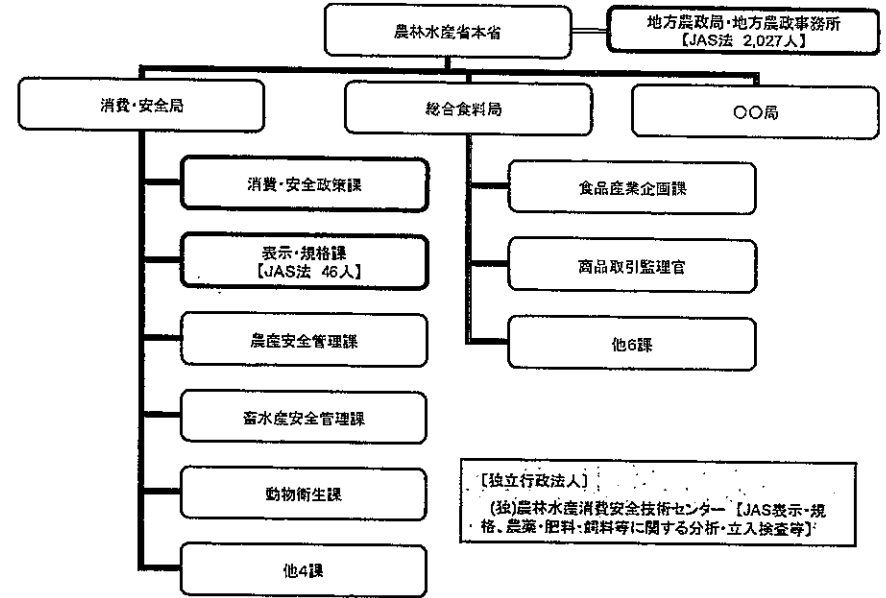 農林水産省本省
地方農政局・地方農政事務所
【JAS法 2,027人】
消費・安全局
総合食料局
○○局
消費・安全政策課
表示・規格課
【JAS法 46人】
農産安全管理課
畜水産安全管理課
動物衛生課
他4課
食品産業企画課
商品取引監理官
他6課
［独立行政法人］
(独)農林水産消費安全技術センター 【JAS表示・規
格、農薬・肥料・飼料等に関する分析・立入検査等】